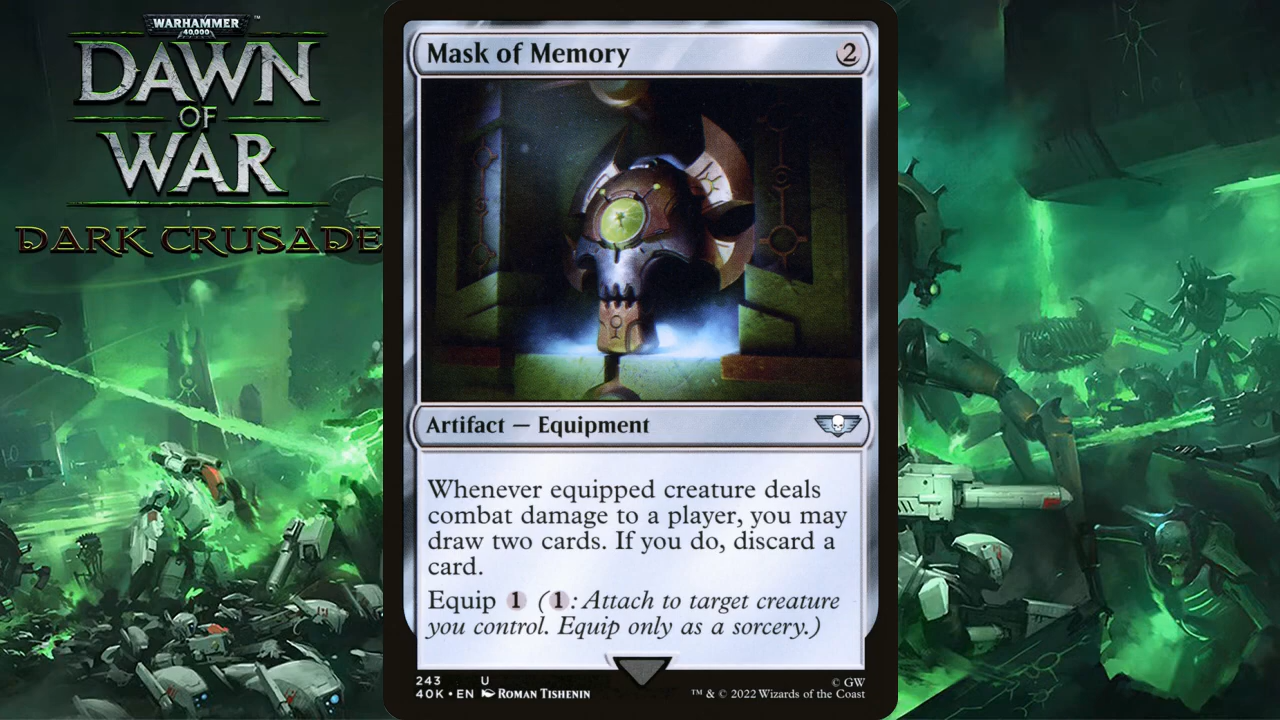 WARHAMMER™
40,000
DAWN
OF
WAR
DARK CRUSADE
Mask of Memory 2
Artifact — Equipment
Whenever equipped creature deals
combat damage to a player, you may
draw two cards. If you do, discard a
card.
Equip 1 (1: Attach to target creature
you control. Equip only as a sorcery.)
243 U
40K • EN Roman Tishenin
© GW
™ & © 2022 Wizards of the Coast